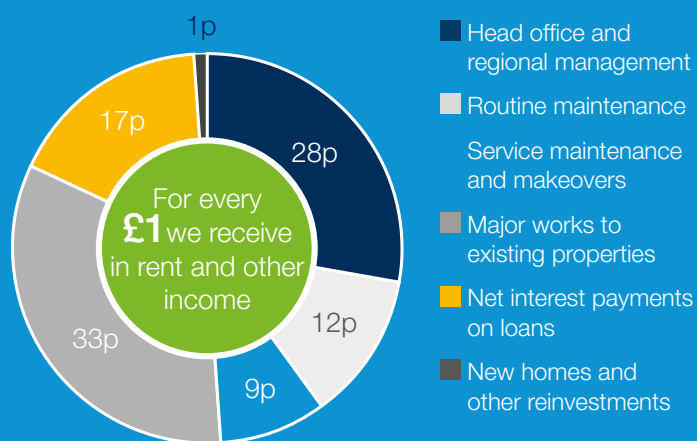 1p
17p
28p
For every
£1 we receive
in rent and other
income
12p
33p
9p
Head office and
regional management
Routine maintenance
Service maintenance
and makeovers
Major works to
existing properties
Net interest payments
on loans
New homes and
other reinvestments